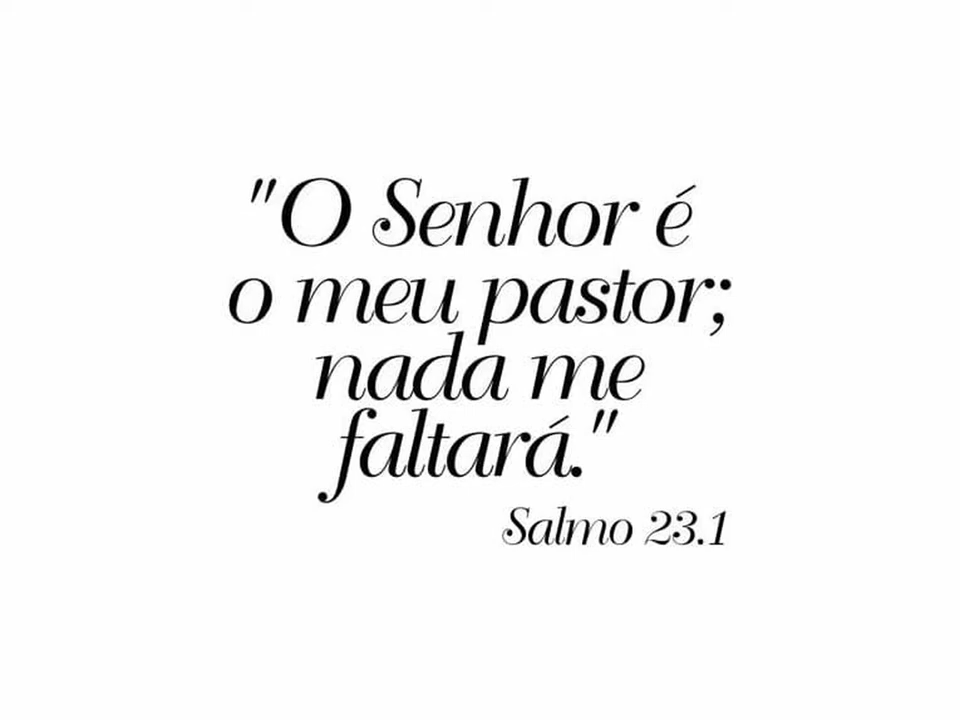 "O Senhor é
o meu pastor;
nada me
faltará."
Salmo 23.1